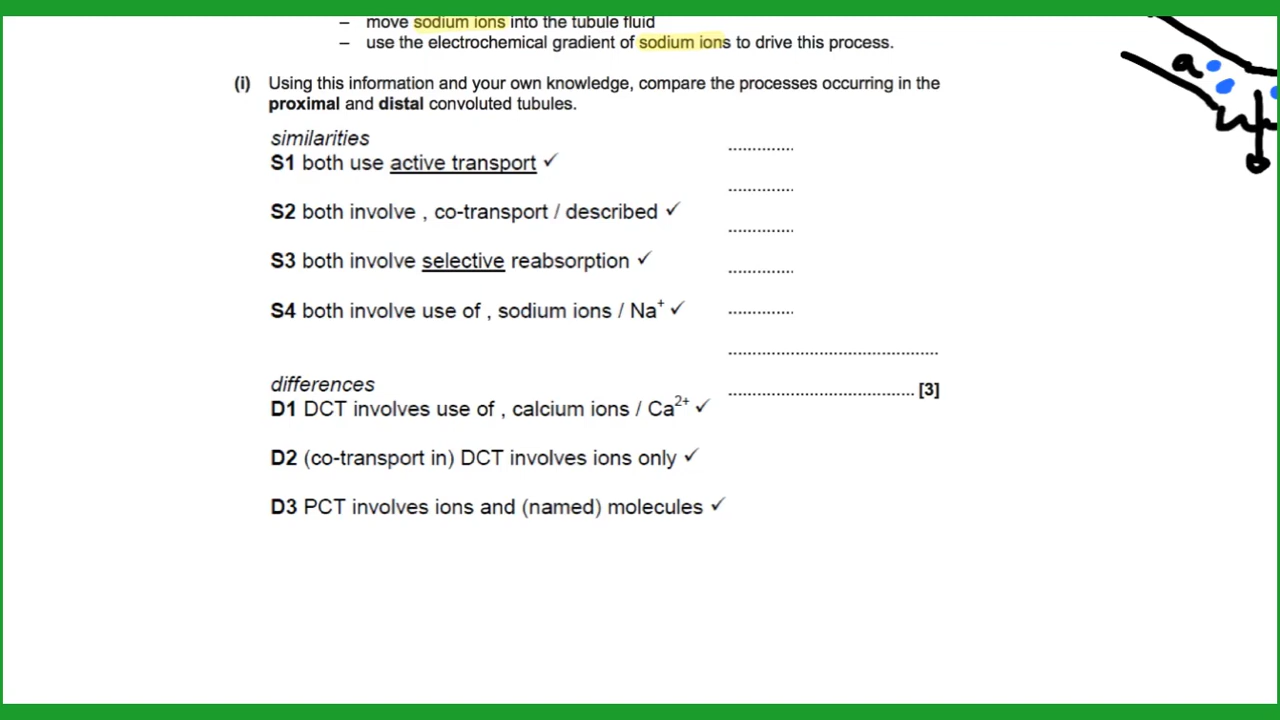 – move sodium ions into the tubule fluid
– use the electrochemical gradient of sodium ions to drive this process.
(i) Using this information and your own knowledge, compare the processes occurring in the
proximal and distal convoluted tubules.
similarities
S1 both use active transport ✓
S2 both involve , co-transport / described ✓
S3 both involve selective reabsorption ✓
S4 both involve use of , sodium ions / Na⁺ ✓
differences
[3]
D1 DCT involves use of , calcium ions / Ca²⁺ ✓
D2 (co-transport in) DCT involves ions only ✓
D3 PCT involves ions and (named) molecules ✓